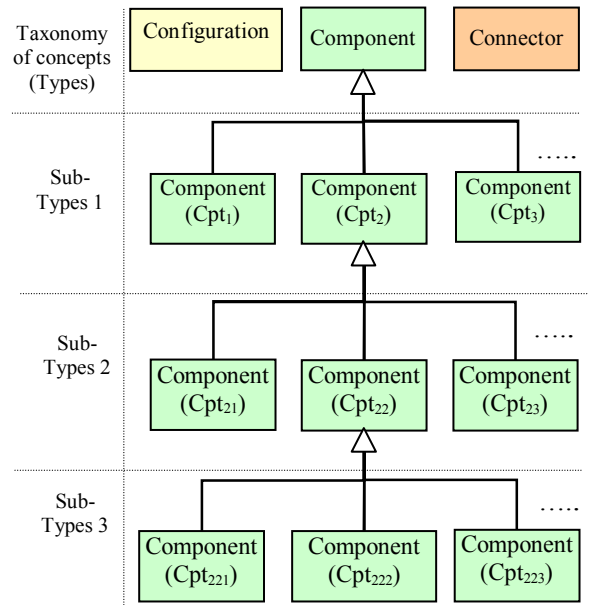 Taxonomy
of concepts
(Types)
Configuration
Component
Connector
Sub-
Types 1
Component
(Cpt₁)
Component
(Cpt₂)
Component
(Cpt₃)
.....
Sub-
Types 2
Component
(Cpt₂₁)
Component
(Cpt₂₂)
Component
(Cpt₂₃)
.....
Sub-
Types 3
Component
(Cpt₂₂₁)
Component
(Cpt₂₂₂)
Component
(Cpt₂₂₃)
.....